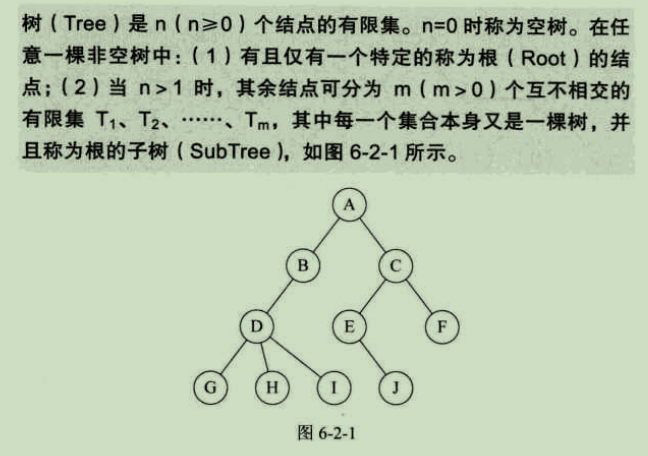 树（Tree）是 n（n≥0）个结点的有限集。n=0 时称为空树。在任
意一棵非空树中：（1）有且仅有一个特定的称为根（Root）的结
点；（2）当 n＞1 时，其余结点可分为 m（m＞0）个互不相交的
有限集 T₁、T₂、……、Tₘ，其中每一个集合本身又是一棵树，并
且称为根的子树（SubTree），如图 6-2-1 所示。
A
B C
D E F
G H I J
图 6-2-1